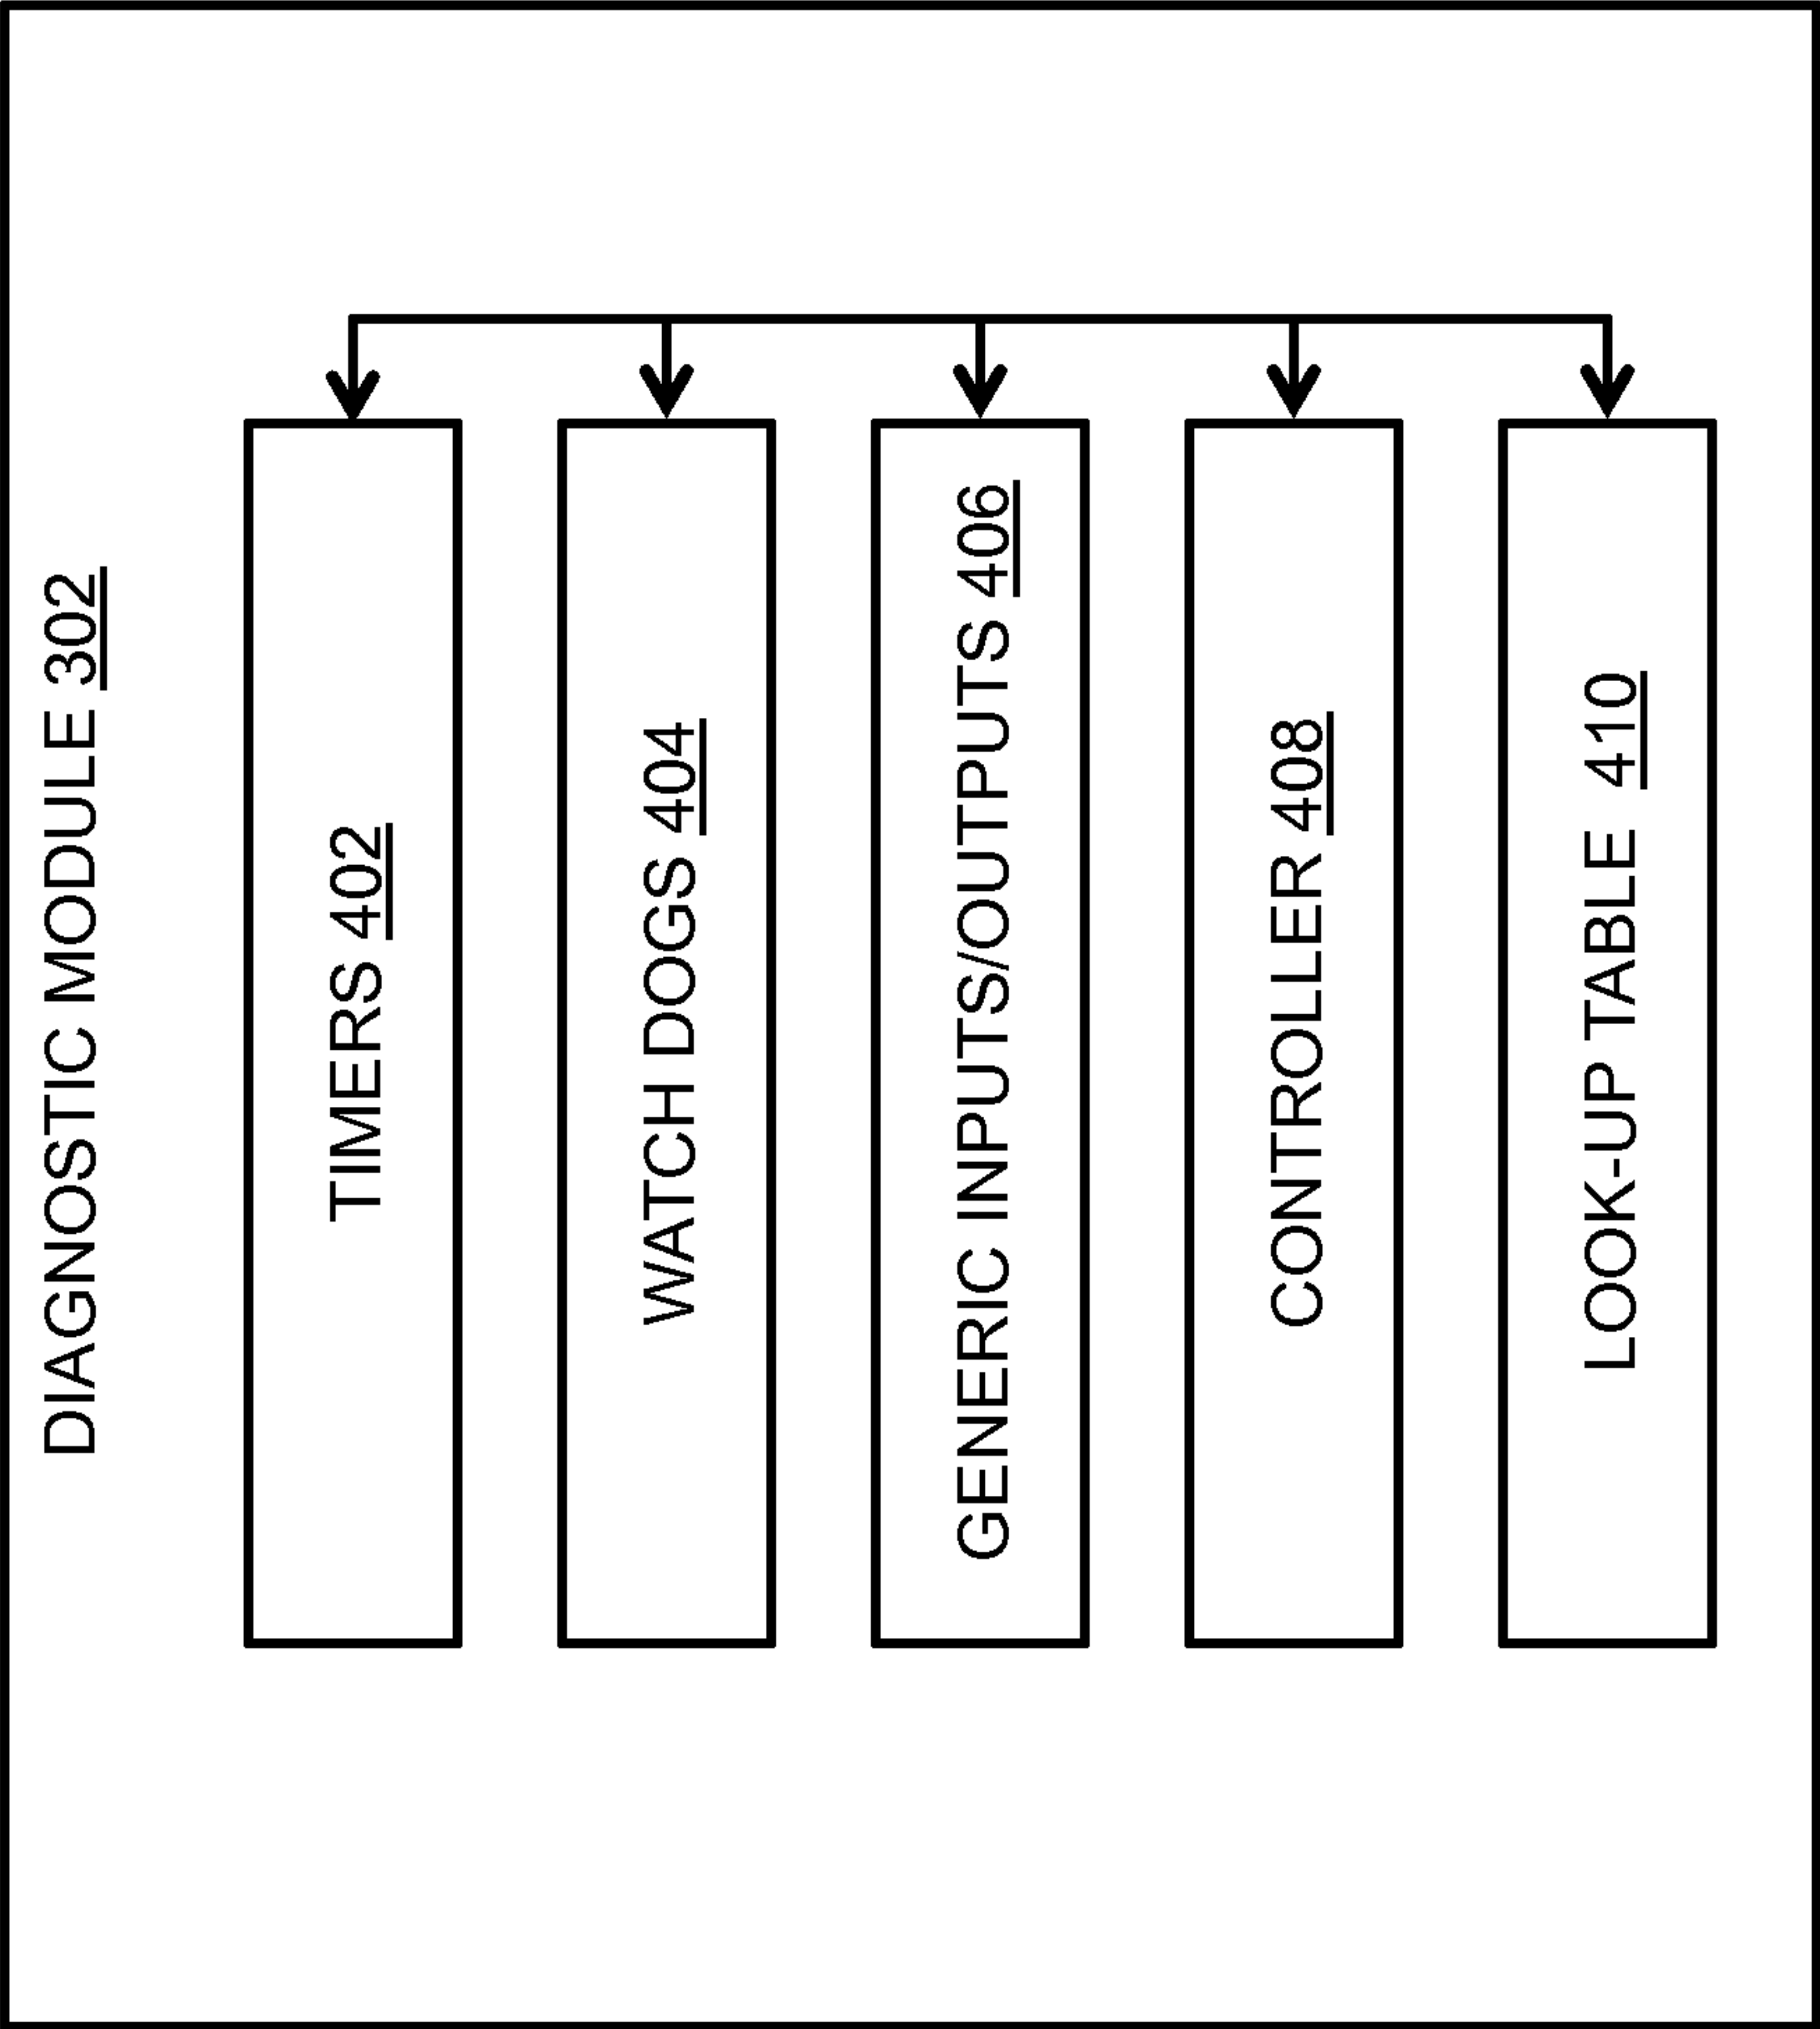 DIAGNOSTIC MODULE 302
TIMERS 402
WATCH DOGS 404
GENERIC INPUTS/OUTPUTS 406
CONTROLLER 408
LOOK-UP TABLE 410